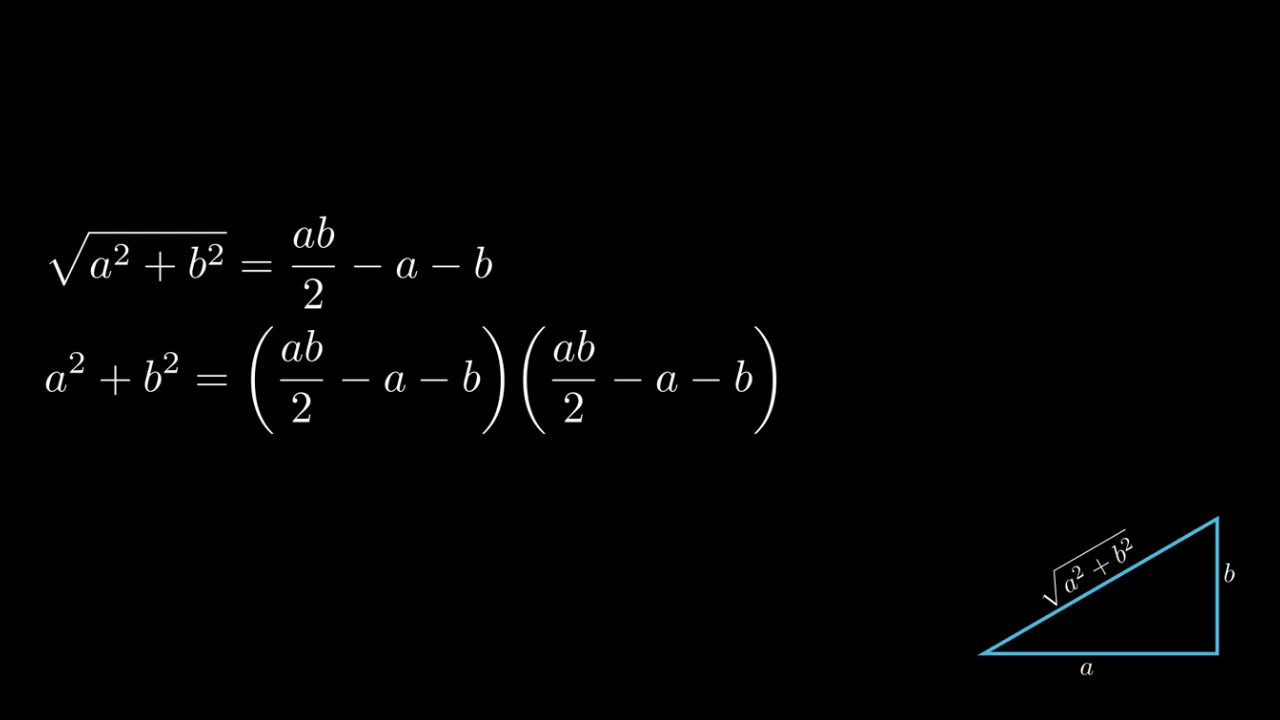 √(a² + b²) = ab/2 − a − b
a² + b² = (ab/2 − a − b)(ab/2 − a − b)
√(a² + b²)
b
a